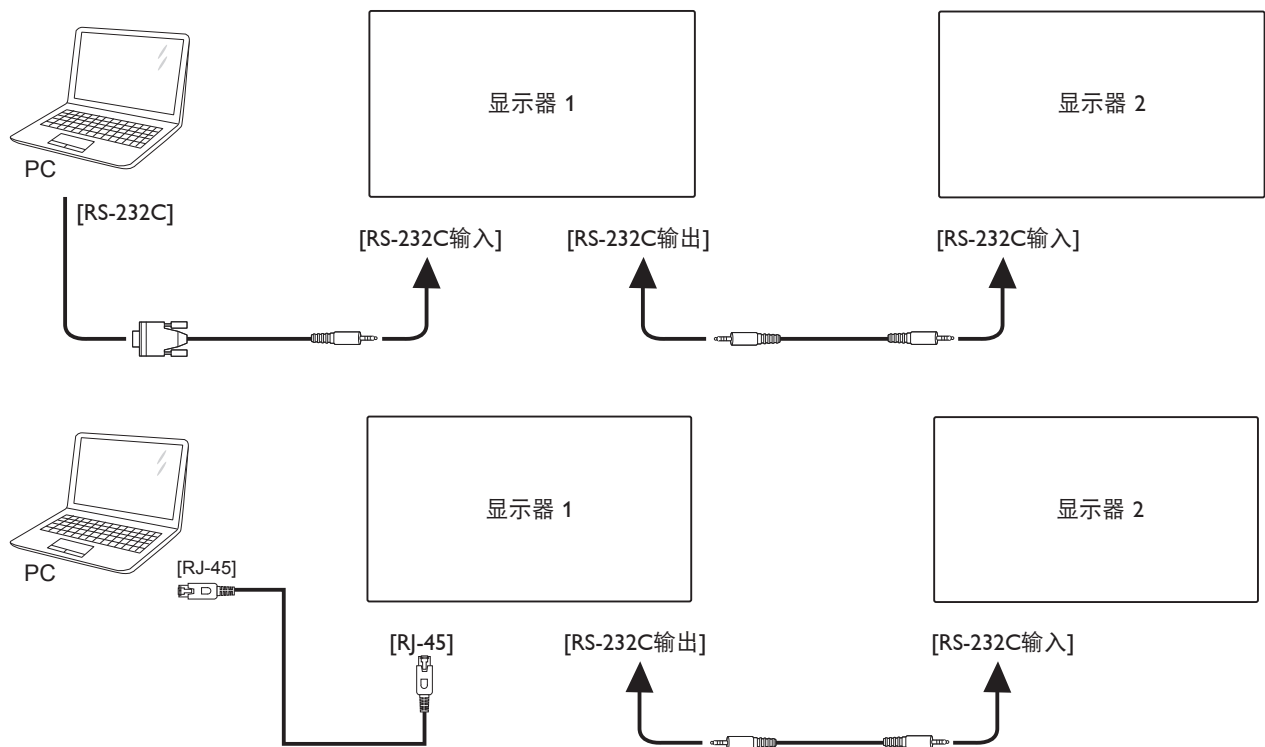 显示器 1
显示器 2
PC
[RS-232C]
[RS-232C输入]
[RS-232C输出]
[RS-232C输入]
显示器 1
显示器 2
PC
[RJ-45]
[RJ-45]
[RS-232C输出]
[RS-232C输入]